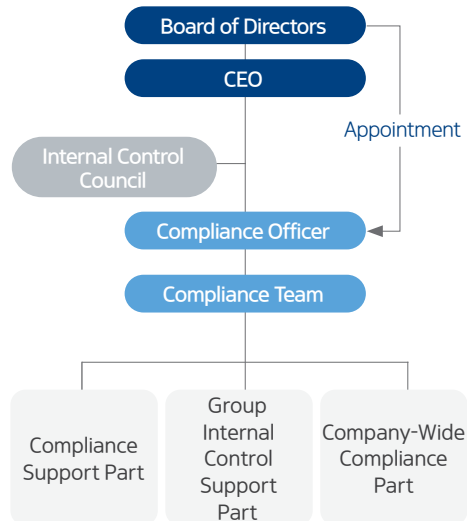 Board of Directors
CEO
Appointment
Internal Control
Council
Compliance Officer
Compliance Team
Compliance
Support Part
Group
Internal
Control
Support
Part
Company-Wide
Compliance
Part